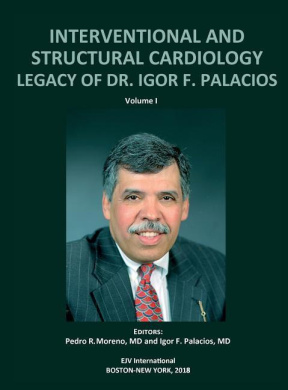 INTERVENTIONAL AND
STRUCTURAL CARDIOLOGY
LEGACY OF DR. IGOR F. PALACIOS
Volume I
EDITORS:
Pedro R. Moreno, MD and Igor F. Palacios, MD
EJV International
BOSTON-NEW YORK, 2018